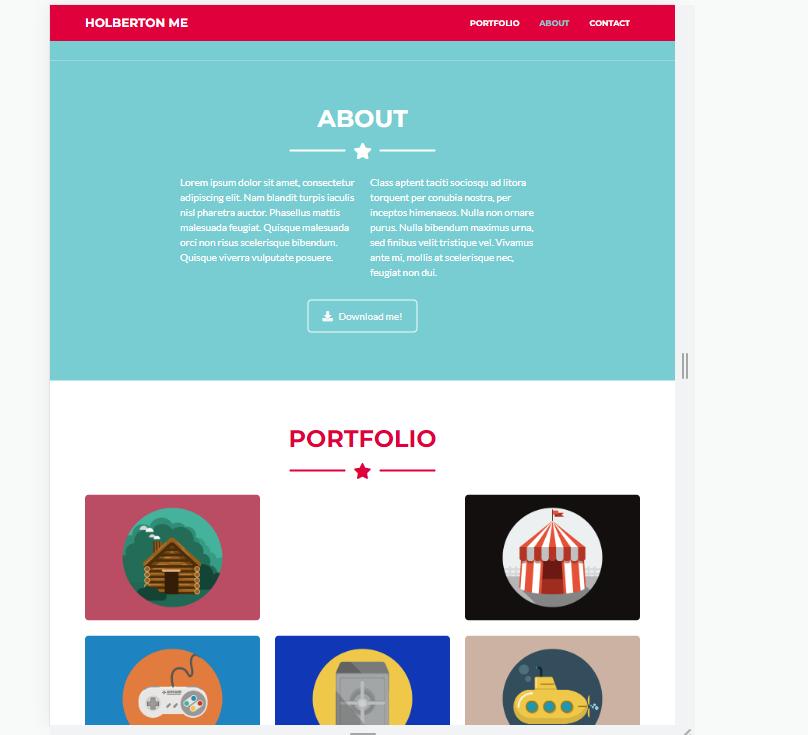 HOLBERTON ME
PORTFOLIO ABOUT CONTACT
ABOUT
Lorem ipsum dolor sit amet, consectetur
adipiscing elit. Nam blandit turpis iaculis
nisl pharetra auctor. Phasellus mattis
malesuada feugiat. Quisque malesuada
orci non risus scelerisque bibendum.
Quisque viverra vulputate posuere.
Class aptent taciti sociosqu ad litora
torquent per conubia nostra, per
inceptos himenaeos. Nulla non ornare
purus. Nulla bibendum maximus urna,
sed finibus velit tristique vel. Vivamus
ante mi, mollis at scelerisque nec,
feugiat non dui.
Download me!
PORTFOLIO